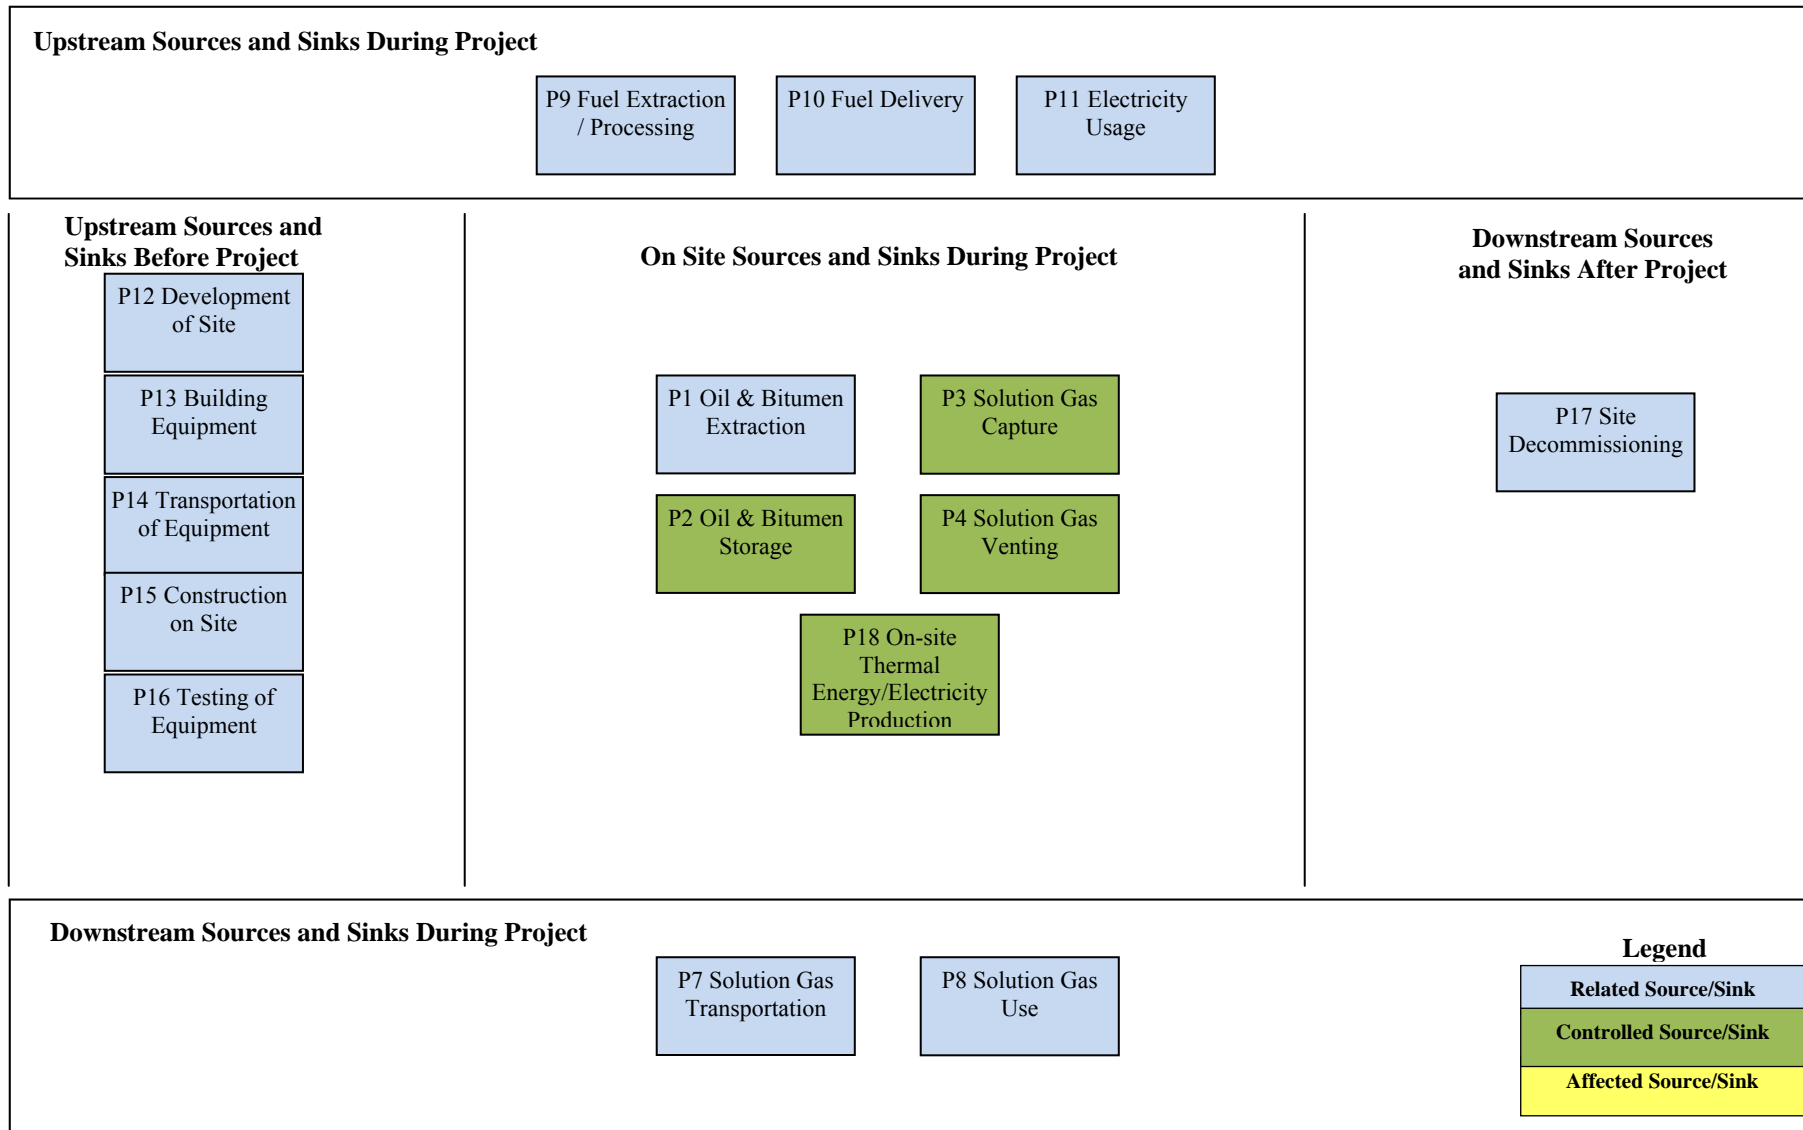 Upstream Sources and Sinks During Project
P9 Fuel Extraction
/ Processing
P10 Fuel Delivery
P11 Electricity
Usage
Upstream Sources and
Sinks Before Project
P12 Development
of Site
P13 Building
Equipment
P14 Transportation
of Equipment
P15 Construction
on Site
P16 Testing of
Equipment
On Site Sources and Sinks During Project
P1 Oil & Bitumen
Extraction
P3 Solution Gas
Capture
P2 Oil & Bitumen
Storage
P4 Solution Gas
Venting
P18 On-site
Thermal
Energy/Electricity
Production
Downstream Sources
and Sinks After Project
P17 Site
Decommissioning
Downstream Sources and Sinks During Project
P7 Solution Gas
Transportation
P8 Solution Gas
Use
Legend
Related Source/Sink
Controlled Source/Sink
Affected Source/Sink